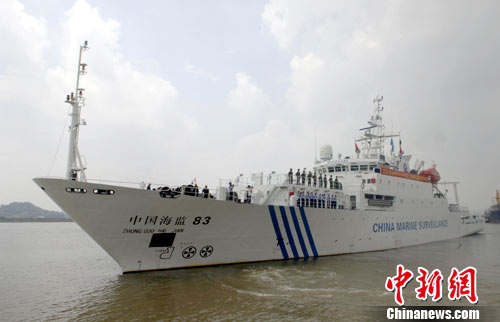 中国海监 83
ZHONG GUO HAI JIAN
CHINA MARINE SURVEILLANCE
中新网
Chinanews.com